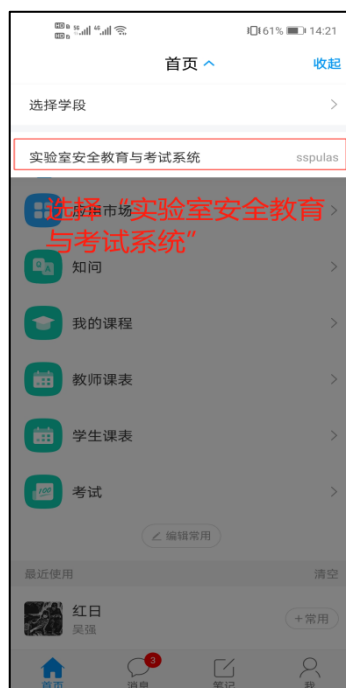 61% 14:21
首页
收起
选择学段
实验室安全教育与考试系统 sspulas
应用市场
选择“实验室安全教育
与考试系统”
知问
我的课程
教师课表
学生课表
考试
编辑常用
最近使用 清空
红日
吴强
+常用
3
首页 消息 笔记 我